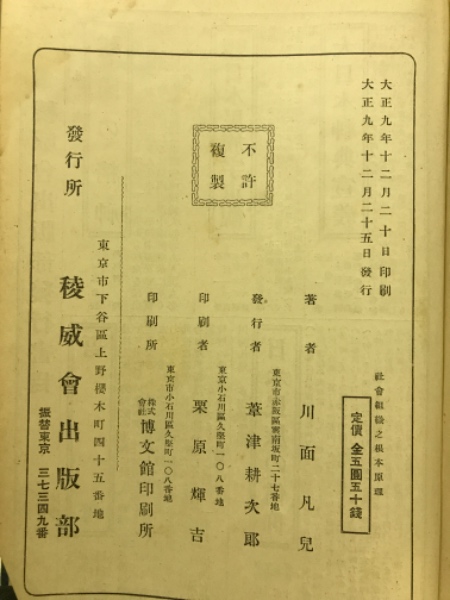 大正九年十二月二十日印刷
大正九年十二月二十五日發行
不許
複製
社會組織之根本原理
定價 金五圓五十錢
著者 川面凡兒
東京市赤阪區靈南坂町二十七番地
發行者 葦津耕次郎
東京小石川區久堅町一〇八番地
印刷者 栗原輝吉
東京市小石川區久堅町一〇八番地
印刷所 株式會社 博文館印刷所
發行所
東京市下谷區上野櫻木町四十五番地
稜威會出版部
振替東京 三七三四九番